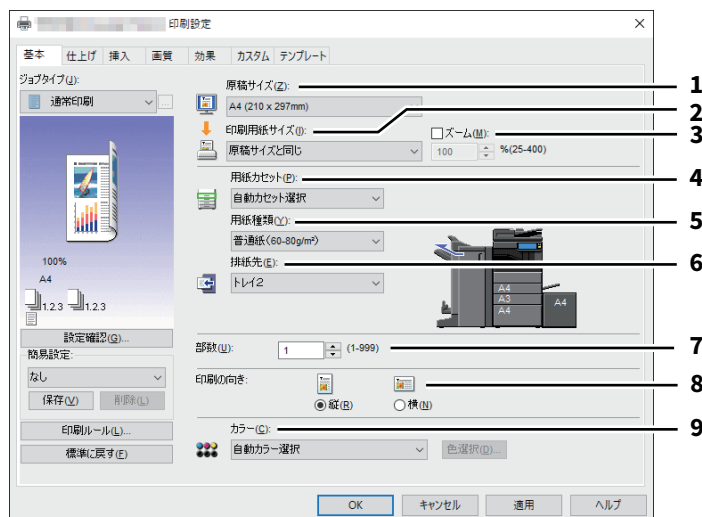 印刷設定
基本 仕上げ 挿入 画質 効果 カスタム テンプレート
ジョブタイプ(J):
通常印刷
...
100%
A4
1.2.3 1.2.3
設定確認(G)...
簡易設定:
なし
保存(V) 削除(L)
印刷ルール(L)...
標準に戻す(F)
原稿サイズ(Z): 1
A4 (210 x 297mm)
印刷用紙サイズ(I): 2
ズーム(M): 3
原稿サイズと同じ 100 %(25-400)
用紙カセット(P): 4
自動カセット選択
用紙種類(Y): 5
普通紙(60-80g/m²)
排紙先(E): 6
トレイ2
A4
A3
A4
A4
部数(U): 1 (1-999) 7
印刷の向き: 8
縦(R) 横(N)
カラー(C): 9
自動カラー選択 色選択(D)...
OK キャンセル 適用 ヘルプ